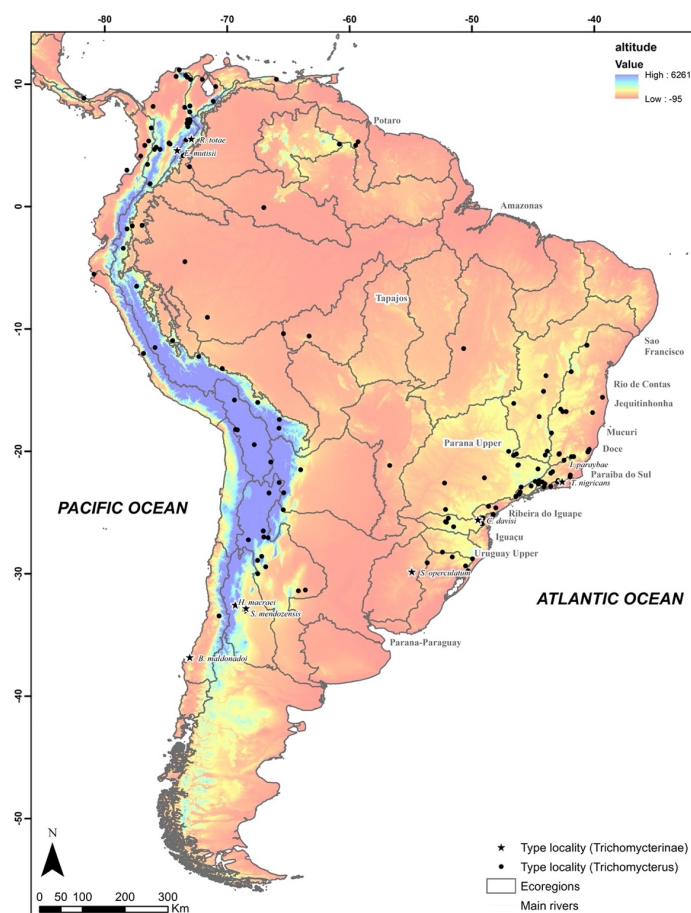 -80
-70
-60
-50
-40
altitude
Value
High : 6261
Low : -95
10
0
-10
-20
-30
-40
-50
Potaro
R. totae
E. mutisii
Amazonas
Tapajos
Sao
Francisco
Rio de Contas
Jequitinhonha
Mucuri
Parana Upper
Doce
I. paraybae
Paraiba do Sul
T. nigricans
PACIFIC OCEAN
Ribeira do Iguape
C. davisi
Iguaçu
Uruguay Upper
S. operculatum
ATLANTIC OCEAN
H. macraei
S. mendozensis
Parana-Paraguay
B. maldonadoi
N
Type locality (Trichomycterinae)
Type locality (Trichomycterus)
Ecoregions
Main rivers
0 50 100 200 300
Km